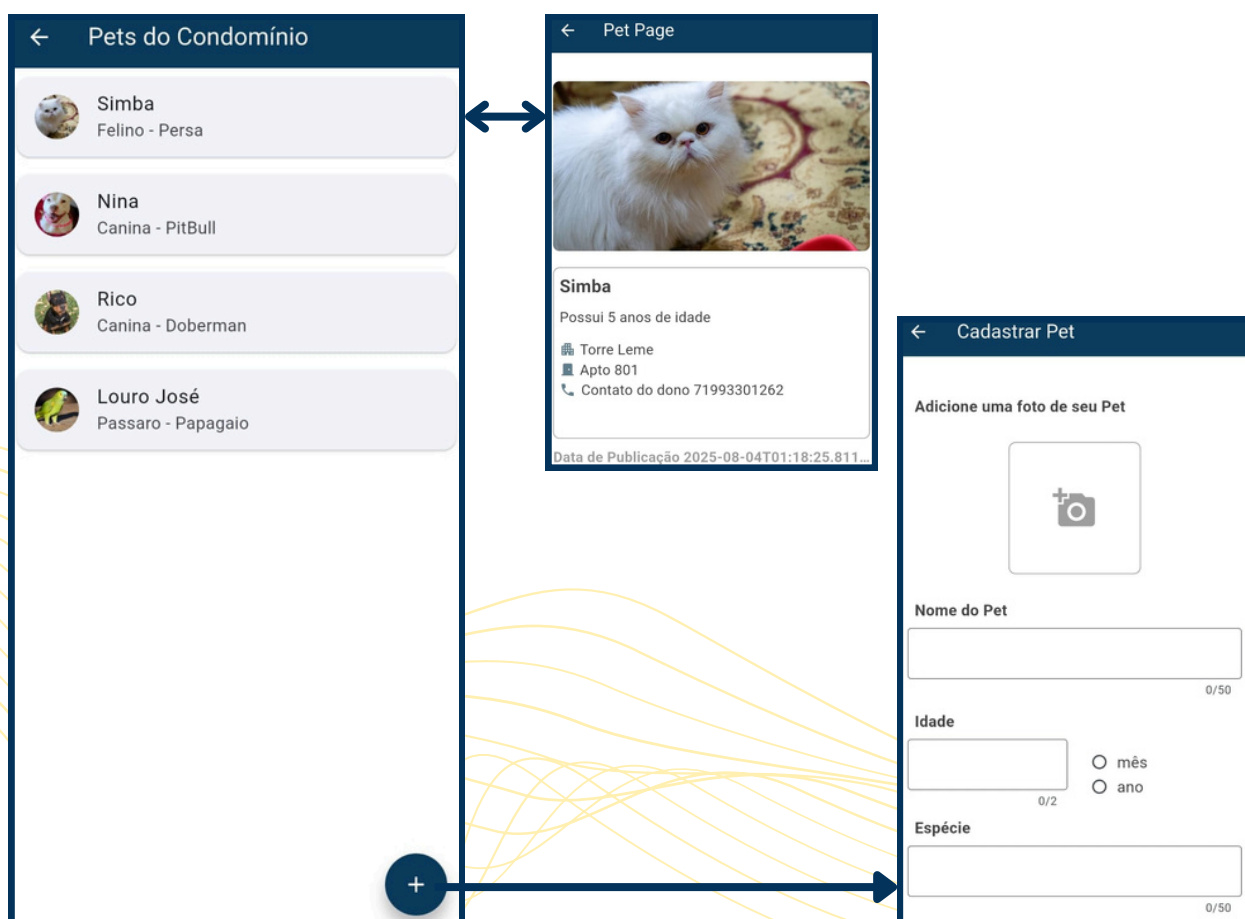 Pets do Condomínio
Simba
Felino - Persa
Nina
Canina - PitBull
Rico
Canina - Doberman
Louro José
Passaro - Papagaio
+
Pet Page
Simba
Possui 5 anos de idade
Torre Leme
Apto 801
Contato do dono 71993301262
Data de Publicação 2025-08-04T01:18:25.811...
Cadastrar Pet
Adicione uma foto de seu Pet
Nome do Pet
0/50
Idade
mês
ano
0/2
Espécie
0/50